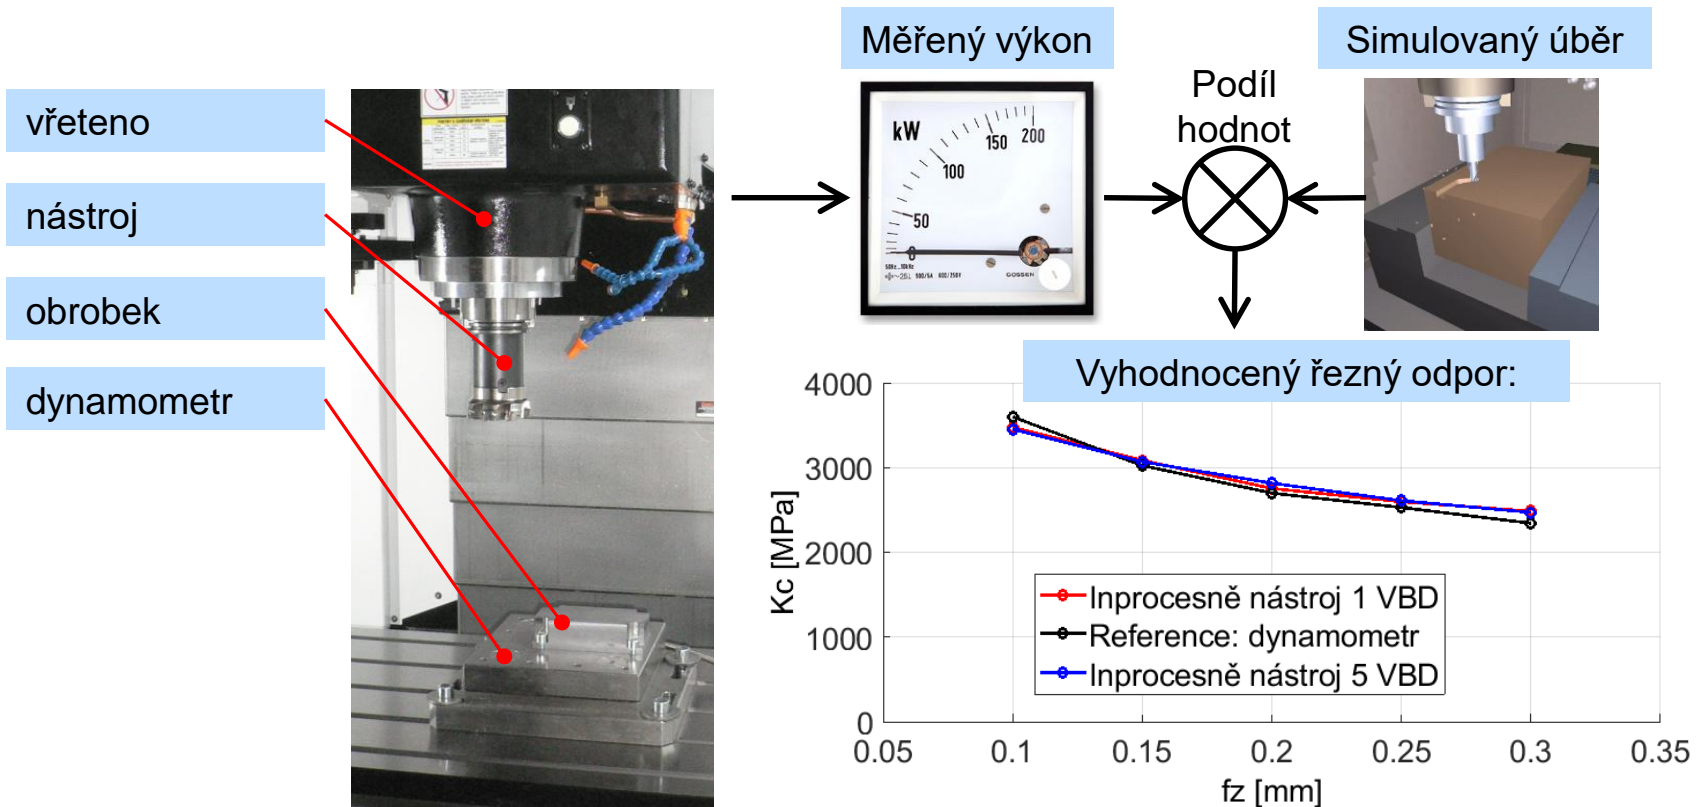 Měřený výkon
Simulovaný úběr
Podíl
hodnot
vřeteno
nástroj
obrobek
dynamometr
kW
0
50
100
150
200
GOSSEN
Vyhodnocený řezný odpor:
4000
3000
2000
1000
0
Kc [MPa]
Inprocesně nástroj 1 VBD
Reference: dynamometr
Inprocesně nástroj 5 VBD
0.05
0.1
0.15
0.2
0.25
0.3
0.35
fz [mm]